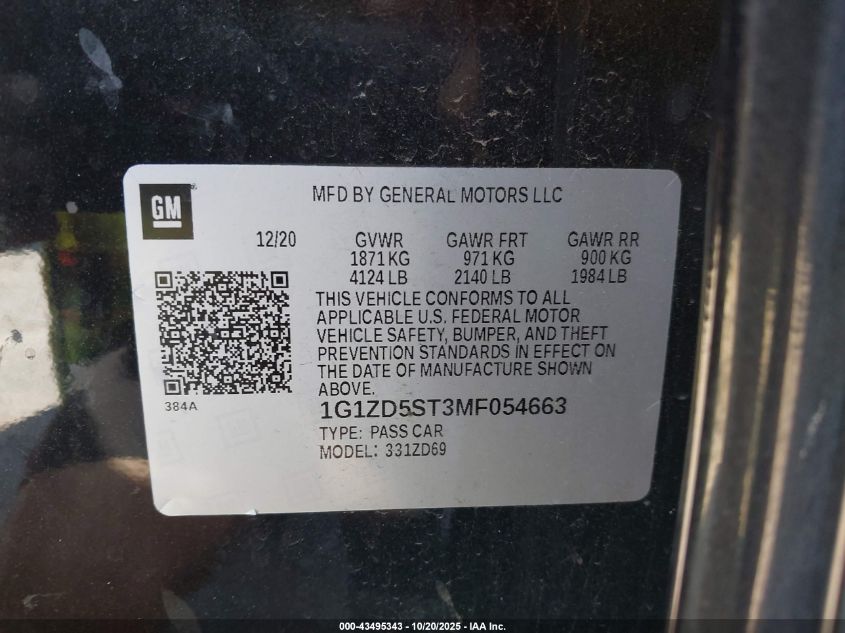 GM
MFD BY GENERAL MOTORS LLC
12/20 GVWR GAWR FRT GAWR RR
1871 KG 971 KG 900 KG
4124 LB 2140 LB 1984 LB
THIS VEHICLE CONFORMS TO ALL
APPLICABLE U.S. FEDERAL MOTOR
VEHICLE SAFETY, BUMPER, AND THEFT
PREVENTION STANDARDS IN EFFECT ON
THE DATE OF MANUFACTURE SHOWN
ABOVE.
384A
1G1ZD5ST3MF054663
TYPE: PASS CAR
MODEL: 331ZD69
000-43495343 - 10/20/2025 - IAA Inc.